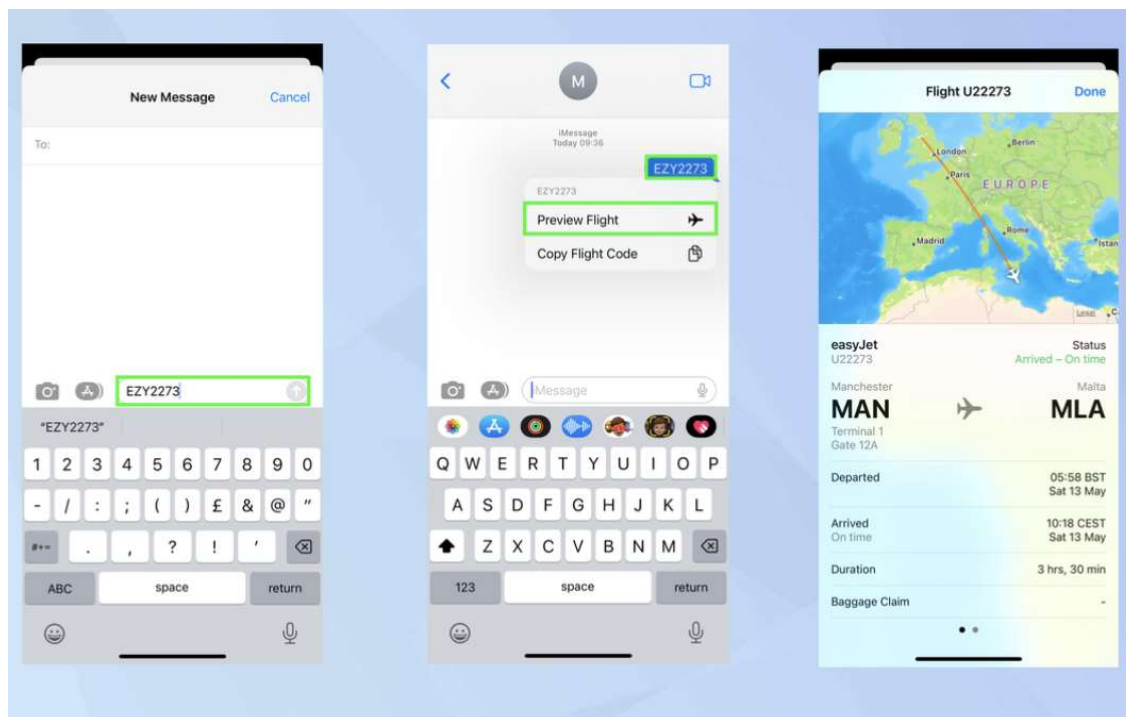 New Message
Cancel
To:
EZY2273
"EZY2273"
1 2 3 4 5 6 7 8 9 0
- / : ; ( ) £ & @ "
#+= . , ? ! '
ABC space return
M
iMessage
Today 09:36
EZY2273
EZY2273
Preview Flight
Copy Flight Code
iMessage
Q W E R T Y U I O P
A S D F G H J K L
Z X C V B N M
123 space return
Flight U22273
Done
London
Berlin
Paris
EUROPE
Madrid
Rome
Istan
Legal
C
easyJet
Status
U22273
Arrived – On time
Manchester
Malta
MAN
MLA
Terminal 1
Gate 12A
Departed
05:58 BST
Sat 13 May
Arrived
10:18 CEST
On time
Sat 13 May
Duration
3 hrs, 30 min
Baggage Claim
-